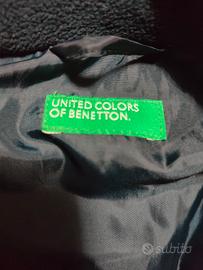 UNITED COLORS
OF BENETTON.
subito